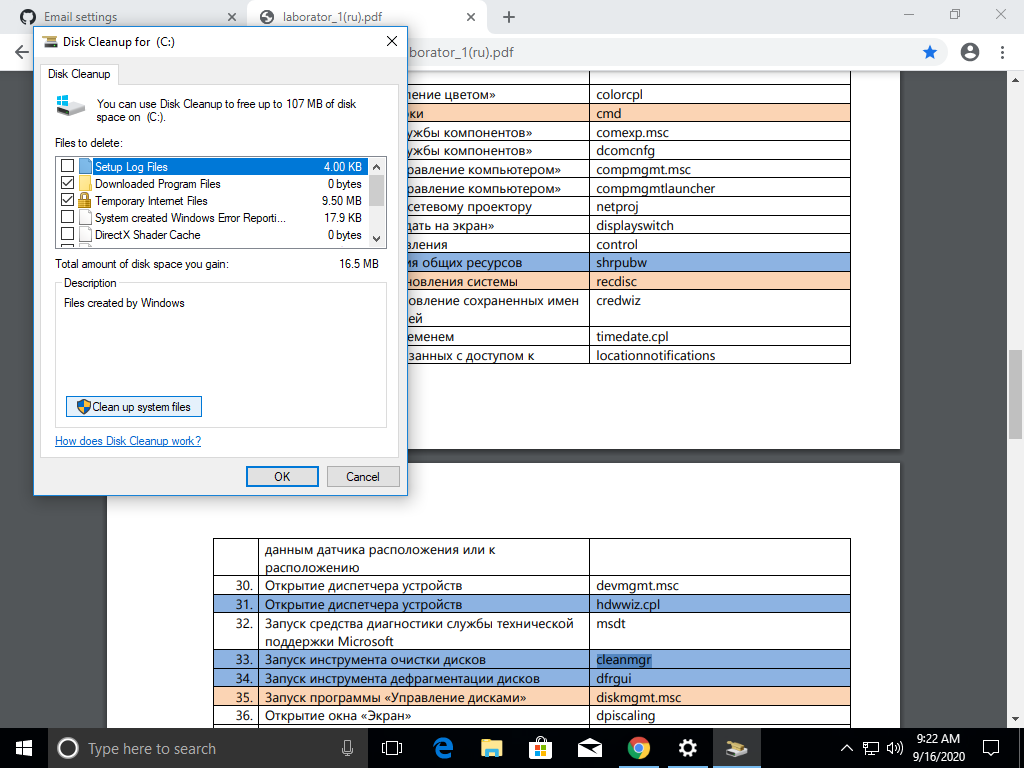 Email settings
laborator_1(ru).pdf
borator_1(ru).pdf
Disk Cleanup for  (C:)
Disk Cleanup
You can use Disk Cleanup to free up to 107 MB of disk
space on  (C:).
Files to delete:
Setup Log Files 4.00 KB
Downloaded Program Files 0 bytes
Temporary Internet Files 9.50 MB
System created Windows Error Reporti... 17.9 KB
DirectX Shader Cache 0 bytes
Total amount of disk space you gain: 16.5 MB
Description
Files created by Windows
Clean up system files
How does Disk Cleanup work?
OK Cancel
ление цветом» colorcpl
оки cmd
ужбы компонентов» comexp.msc
ужбы компонентов» dcomcnfg
равление компьютером» compmgmt.msc
равление компьютером» compmgmtlauncher
сетевому проектору netproj
дать на экран» displayswitch
вления control
ия общих ресурсов shrpubw
новления системы recdisc
овление сохраненных имен credwiz
ей
еменем timedate.cpl
занных с доступом к locationnotifications
данным датчика расположения или к
расположению
30. Открытие диспетчера устройств devmgmt.msc
31. Открытие диспетчера устройств hdwwiz.cpl
32. Запуск средства диагностики службы технической msdt
поддержки Microsoft
33. Запуск инструмента очистки дисков cleanmgr
34. Запуск инструмента дефрагментации дисков dfrgui
35. Запуск программы «Управление дисками» diskmgmt.msc
36. Открытие окна «Экран» dpiscaling
Type here to search
9:22 AM
9/16/2020